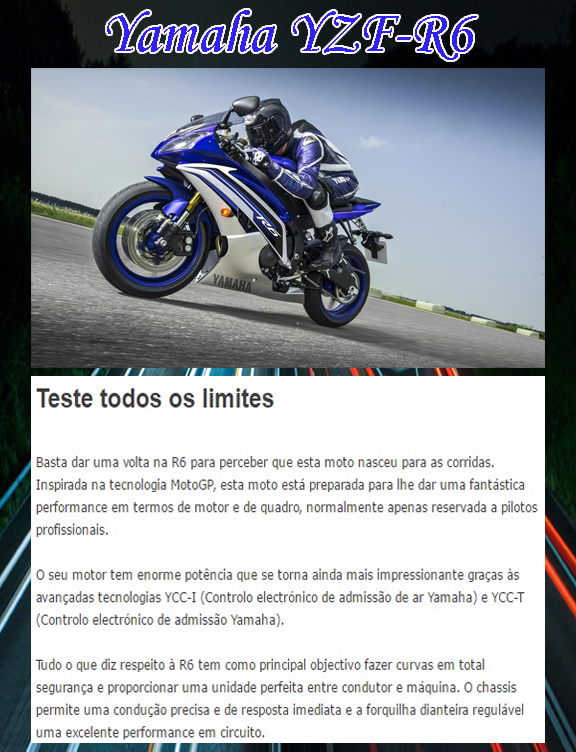 Yamaha YZF-R6
R6
YAMAHA
Teste todos os limites
Basta dar uma volta na R6 para perceber que esta moto nasceu para as corridas.
Inspirada na tecnologia MotoGP, esta moto está preparada para lhe dar uma fantástica
performance em termos de motor e de quadro, normalmente apenas reservada a pilotos
profissionais.
O seu motor tem enorme potência que se torna ainda mais impressionante graças às
avançadas tecnologias YCC-I (Controlo electrónico de admissão de ar Yamaha) e YCC-T
(Controlo electrónico de admissão Yamaha).
Tudo o que diz respeito à R6 tem como principal objectivo fazer curvas em total
segurança e proporcionar uma unidade perfeita entre condutor e máquina. O chassis
permite uma condução precisa e de resposta imediata e a forquilha dianteira regulável
uma excelente performance em circuito.